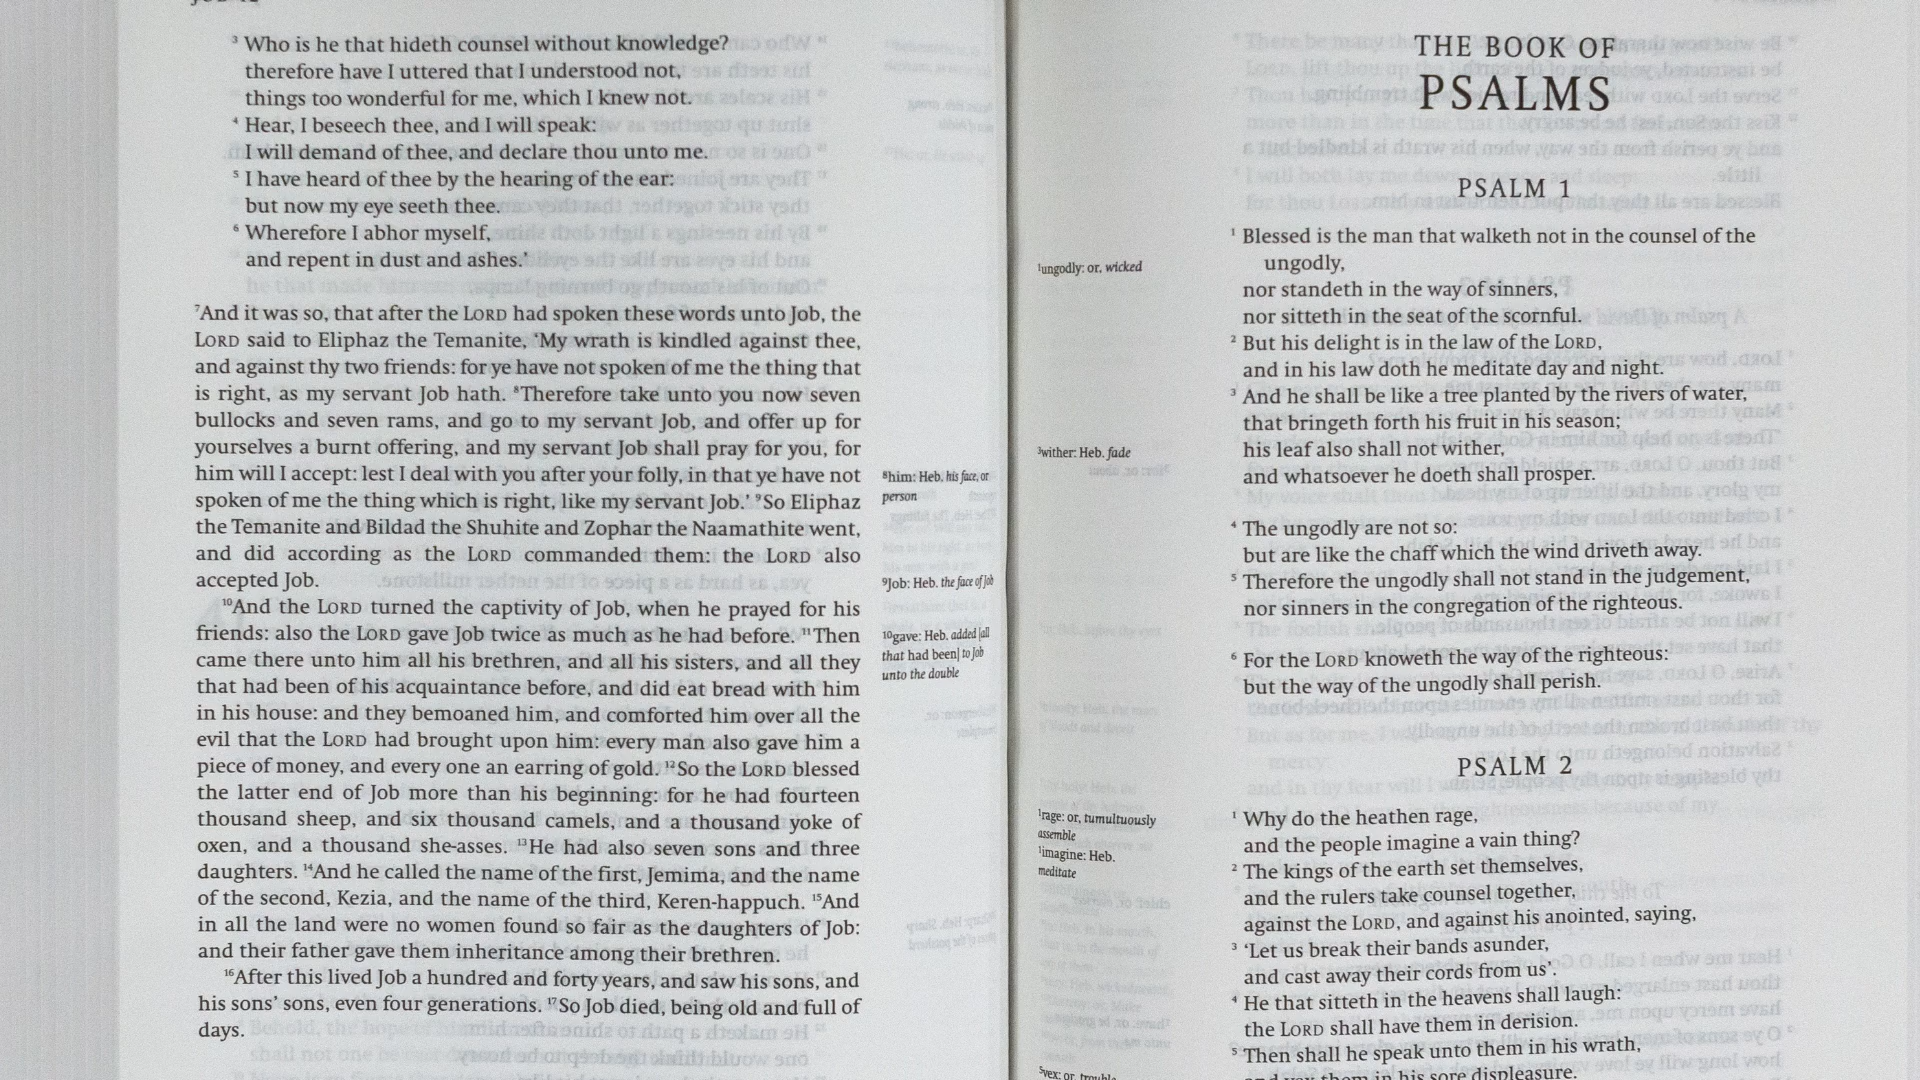 ³ Who is he that hideth counsel without knowledge?
therefore have I uttered that I understood not,
things too wonderful for me, which I knew not.
⁴ Hear, I beseech thee, and I will speak:
I will demand of thee, and declare thou unto me.
⁵ I have heard of thee by the hearing of the ear:
but now my eye seeth thee.
⁶ Wherefore I abhor myself,
and repent in dust and ashes.’
⁷And it was so, that after the LORD had spoken these words unto Job, the
LORD said to Eliphaz the Temanite, ‘My wrath is kindled against thee,
and against thy two friends: for ye have not spoken of me the thing that
is right, as my servant Job hath. ⁸Therefore take unto you now seven
bullocks and seven rams, and go to my servant Job, and offer up for
yourselves a burnt offering, and my servant Job shall pray for you, for
him will I accept: lest I deal with you after your folly, in that ye have not
spoken of me the thing which is right, like my servant Job.’ ⁹So Eliphaz
the Temanite and Bildad the Shuhite and Zophar the Naamathite went,
and did according as the LORD commanded them: the LORD also
accepted Job.
¹⁰And the LORD turned the captivity of Job, when he prayed for his
friends: also the LORD gave Job twice as much as he had before. ¹¹Then
came there unto him all his brethren, and all his sisters, and all they
that had been of his acquaintance before, and did eat bread with him
in his house: and they bemoaned him, and comforted him over all the
evil that the LORD had brought upon him: every man also gave him a
piece of money, and every one an earring of gold. ¹²So the LORD blessed
the latter end of Job more than his beginning: for he had fourteen
thousand sheep, and six thousand camels, and a thousand yoke of
oxen, and a thousand she-asses. ¹³He had also seven sons and three
daughters. ¹⁴And he called the name of the first, Jemima, and the name
of the second, Kezia, and the name of the third, Keren-happuch. ¹⁵And
in all the land were no women found so fair as the daughters of Job:
and their father gave them inheritance among their brethren.
¹⁶After this lived Job a hundred and forty years, and saw his sons, and
his sons’ sons, even four generations. ¹⁷So Job died, being old and full of
days.
⁸him: Heb. his face, or
person
⁹Job: Heb. the face of Job
¹⁰gave: Heb. added [all
that had been] to Job
unto the double
THE BOOK OF
PSALMS
PSALM 1
¹ Blessed is the man that walketh not in the counsel of the
ungodly,
nor standeth in the way of sinners,
nor sitteth in the seat of the scornful.
² But his delight is in the law of the LORD,
and in his law doth he meditate day and night.
³ And he shall be like a tree planted by the rivers of water,
that bringeth forth his fruit in his season;
his leaf also shall not wither,
and whatsoever he doeth shall prosper.
⁴ The ungodly are not so:
but are like the chaff which the wind driveth away.
⁵ Therefore the ungodly shall not stand in the judgement,
nor sinners in the congregation of the righteous.
⁶ For the LORD knoweth the way of the righteous:
but the way of the ungodly shall perish.
PSALM 2
¹ Why do the heathen rage,
and the people imagine a vain thing?
² The kings of the earth set themselves,
and the rulers take counsel together,
against the LORD, and against his anointed, saying,
³ ‘Let us break their bands asunder,
and cast away their cords from us’.
⁴ He that sitteth in the heavens shall laugh:
the LORD shall have them in derision.
⁵ Then shall he speak unto them in his wrath,
them in his sore displeasure.
¹ungodly: or, wicked
³wither: Heb. fade
¹rage: or, tumultuously
assemble
¹imagine: Heb.
meditate
⁵vex: or, trouble